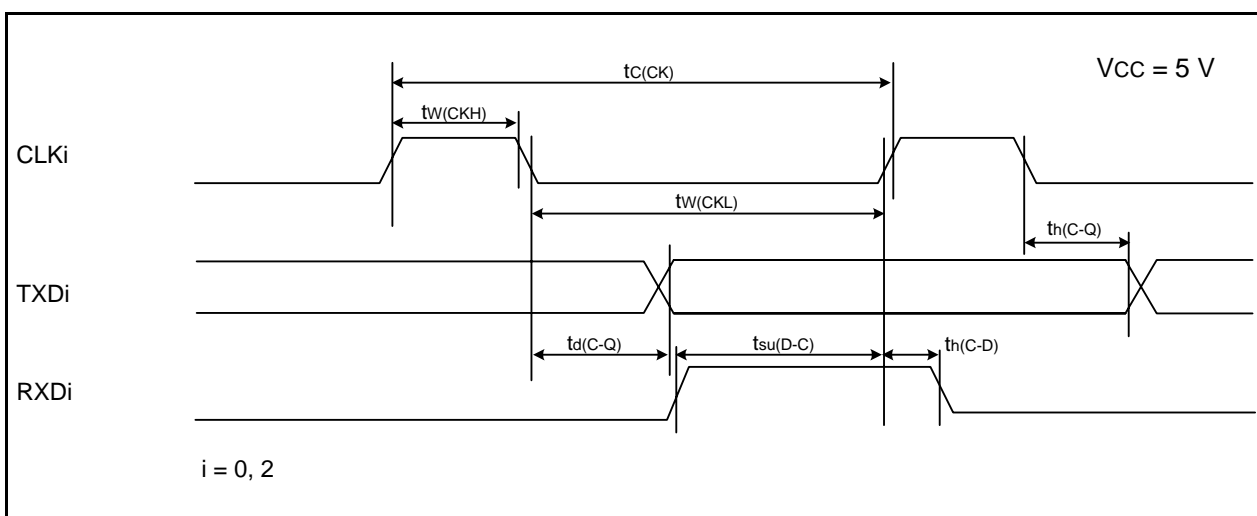 VCC = 5 V
tC(CK)
tW(CKH)
CLKi
tW(CKL)
th(C-Q)
TXDi
td(C-Q)
tsu(D-C)
th(C-D)
RXDi
i = 0, 2